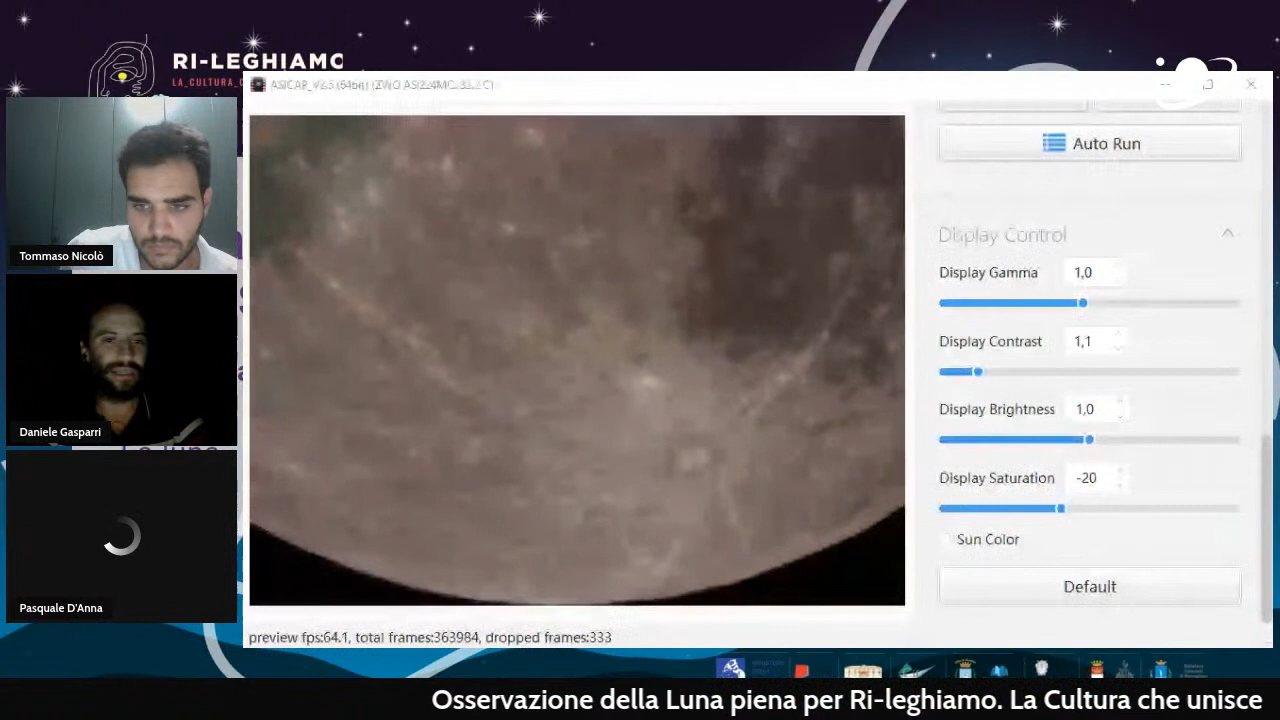 RI-LEGHIAMO
LA_CULTURA_
Tommaso Nicolò
Daniele Gasparri
Pasquale D'Anna
Auto Run
Display Control
Display Gamma 1,0
Display Contrast 1,1
Display Brightness 1,0
Display Saturation -20
Sun Color
Default
preview fps:64.1, total frames:363984, dropped frames:333
Osservazione della Luna piena per Ri-leghiamo. La Cultura che unisce